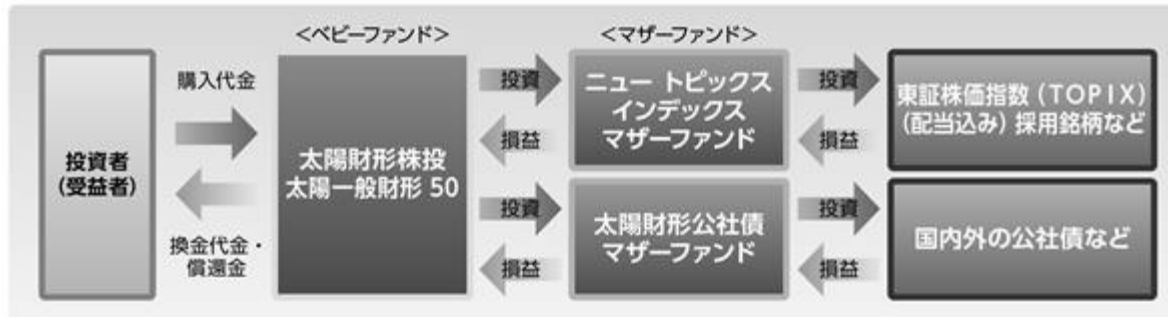 <ベビーファンド>
<マザーファンド>
投資者
(受益者)
購入代金
換金代金・
償還金
太陽財形株投
太陽一般財形 50
投資
損益
ニュー トピックス
インデックス
マザーファンド
投資
損益
東証株価指数(TOPIX)
(配当込み)採用銘柄など
投資
損益
太陽財形公社債
マザーファンド
投資
損益
国内外の公社債など